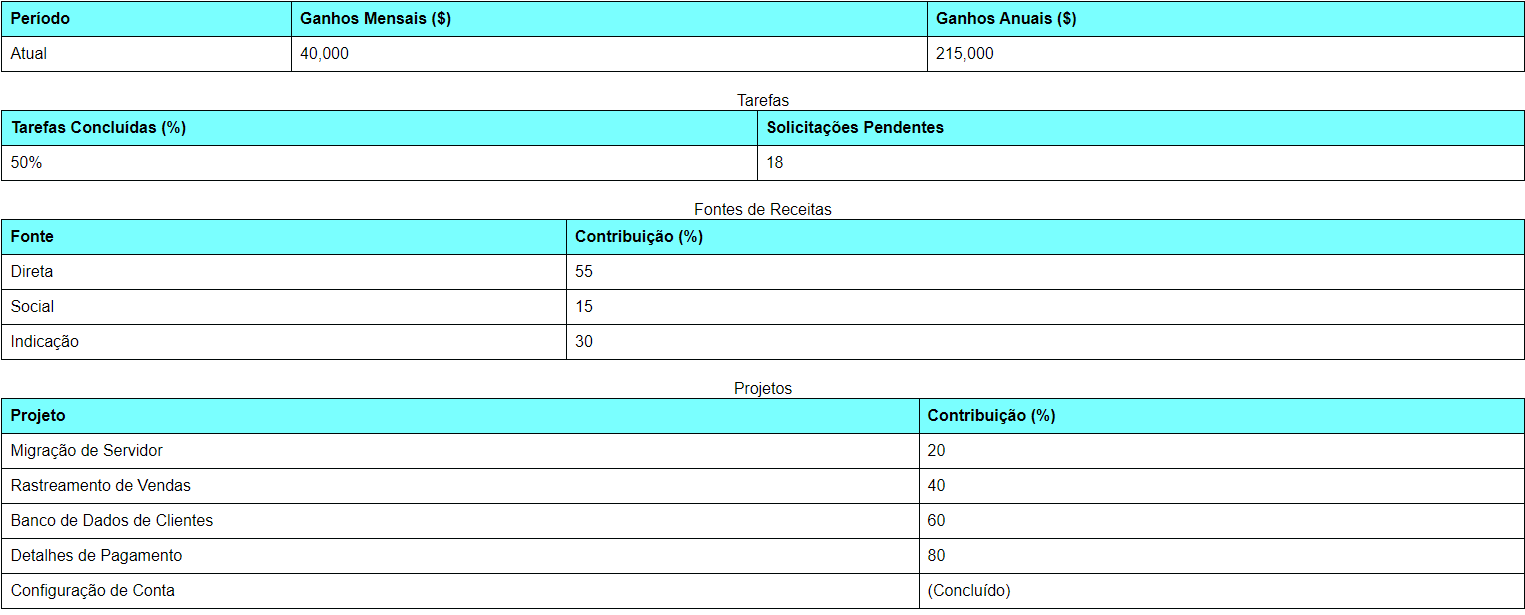 Período Ganhos Mensais ($) Ganhos Anuais ($)
Atual 40,000 215,000
Tarefas
Tarefas Concluídas (%) Solicitações Pendentes
50% 18
Fontes de Receitas
Fonte Contribuição (%)
Direta 55
Social 15
Indicação 30
Projetos
Projeto Contribuição (%)
Migração de Servidor 20
Rastreamento de Vendas 40
Banco de Dados de Clientes 60
Detalhes de Pagamento 80
Configuração de Conta (Concluído)